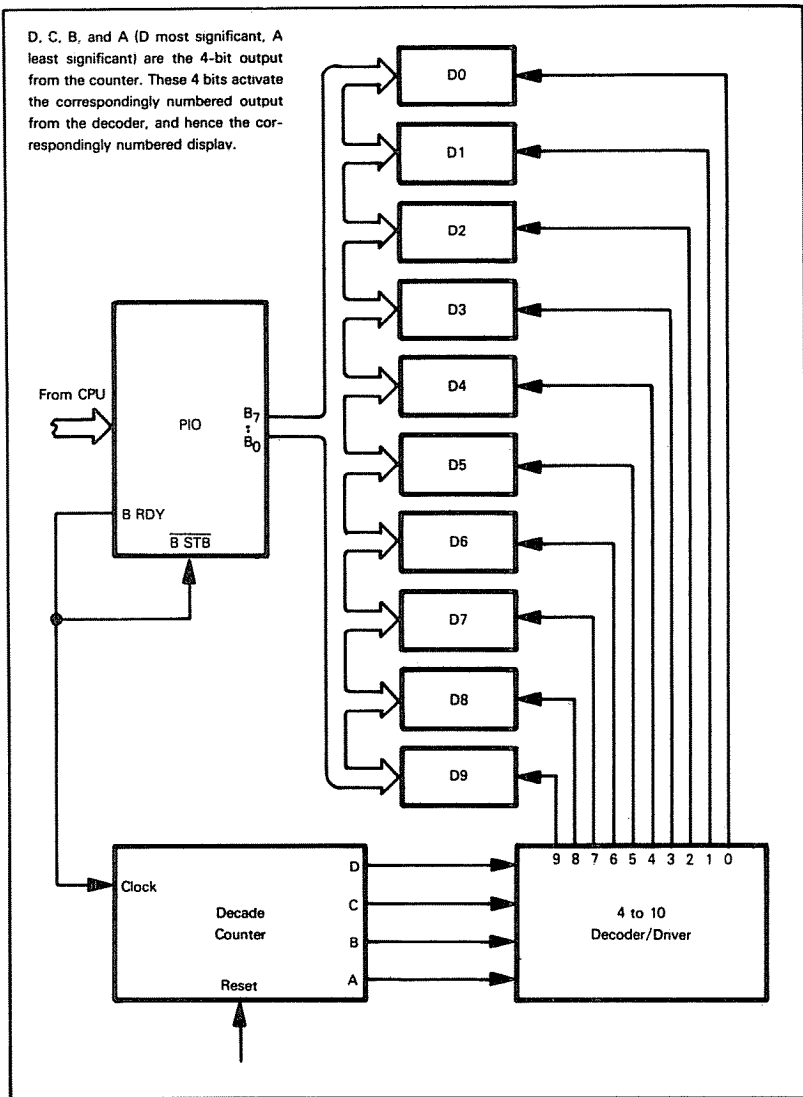 D, C, B, and A (D most significant, A
least significant) are the 4-bit output
from the counter. These 4 bits activate
the correspondingly numbered output
from the decoder, and hence the cor-
respondingly numbered display.
D0
D1
D2
D3
D4
D5
D6
D7
D8
D9
From CPU
PIO
B7
:
B0
B RDY
B STB
9 8 7 6 5 4 3 2 1 0
Clock
Decade
Counter
Reset
D
C
B
A
4 to 10
Decoder/Driver